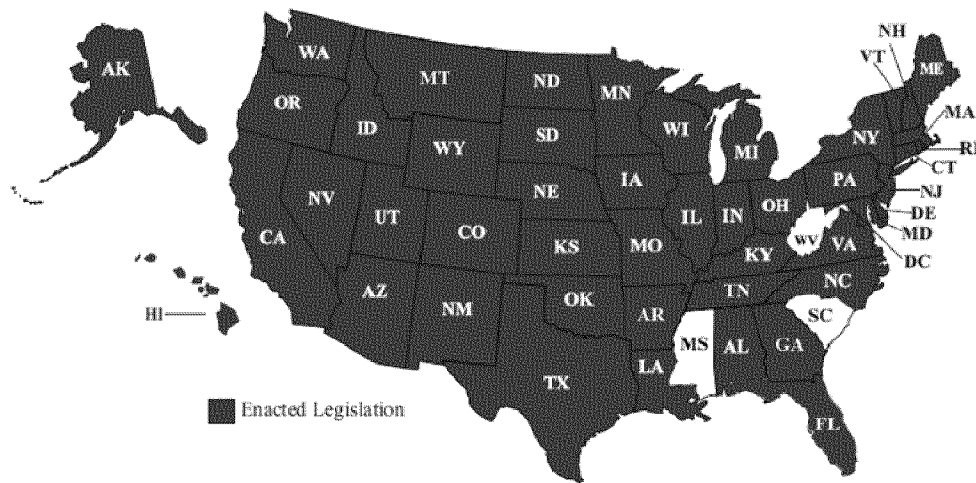 NH
VT
ME
AK
WA
MT
ND
MN
OR
ID
WY
SD
WI
MI
NY
MA
RI
CT
NV
UT
NE
IA
PA
NJ
CA
CO
KS
MO
IL
IN
OH
WV
VA
DE
MD
DC
KY
HI
AZ
NM
OK
AR
TN
NC
SC
TX
LA
MS
AL
GA
FL
Enacted Legislation